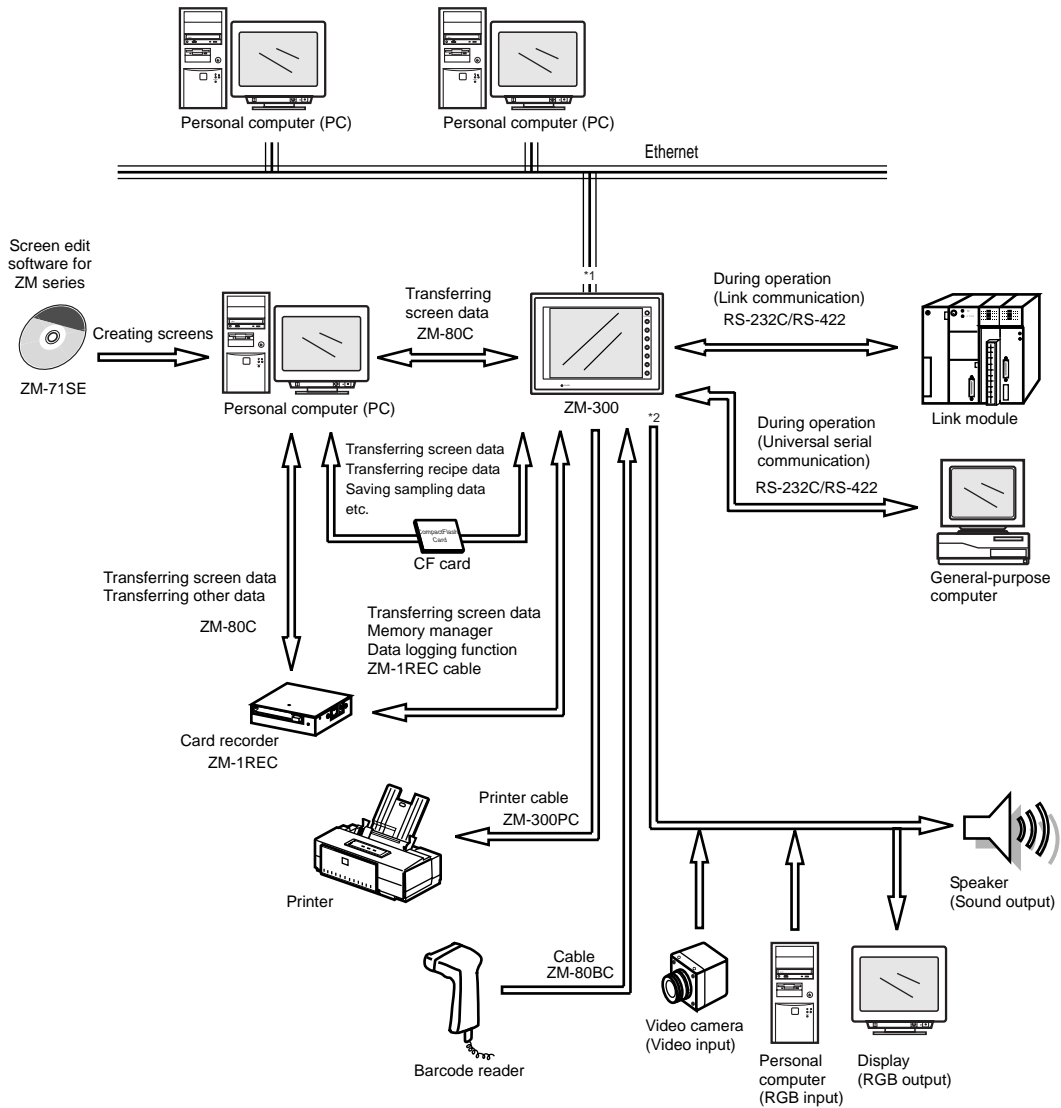 Personal computer (PC)
Personal computer (PC)
Ethernet
Screen edit
software for
ZM series
ZM-71SE
Creating screens
Personal computer (PC)
Transferring
screen data
ZM-80C
*1
ZM-300
*2
During operation
(Link communication)
RS-232C/RS-422
Link module
During operation
(Universal serial
communication)
RS-232C/RS-422
General-purpose
computer
Transferring screen data
Transferring recipe data
Saving sampling data
etc.
CompactFlash
Card
CF card
Transferring screen data
Transferring other data
ZM-80C
Transferring screen data
Memory manager
Data logging function
ZM-1REC cable
Card recorder
ZM-1REC
Printer cable
ZM-300PC
Printer
Cable
ZM-80BC
Barcode reader
Video camera
(Video input)
Personal
computer
(RGB input)
Display
(RGB output)
Speaker
(Sound output)